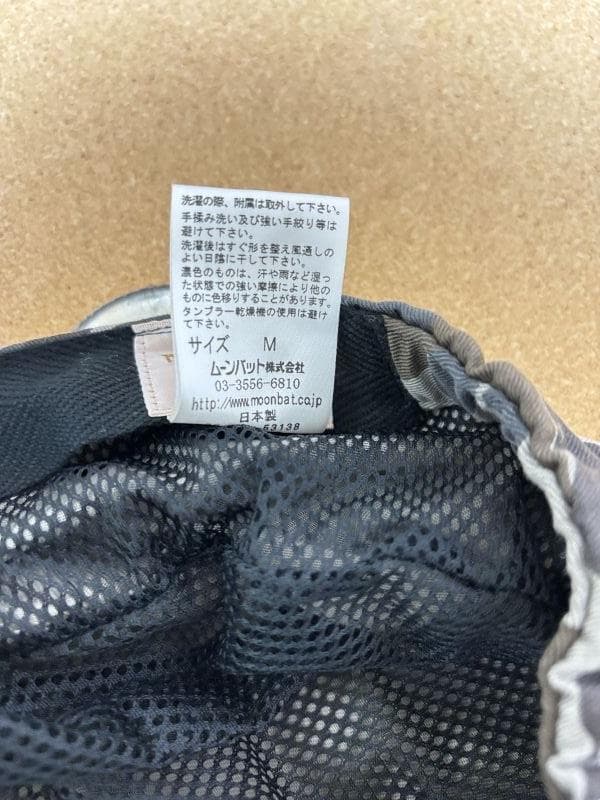 洗濯の際、附属は取外して下さい。
手揉み洗い及び強い手絞り等は
避けて下さい。
洗濯後はすぐ形を整え風通しの
よい日陰に干して下さい。
濃色のものは、汗や雨など湿っ
た状態での強い摩擦により他の
ものに色移りすることがあります。
タンブラー乾燥機の使用は避け
て下さい。
サイズ M
ムーンバット株式会社
03-3556-6810
http://www.moonbat.co.jp
日本製
53138